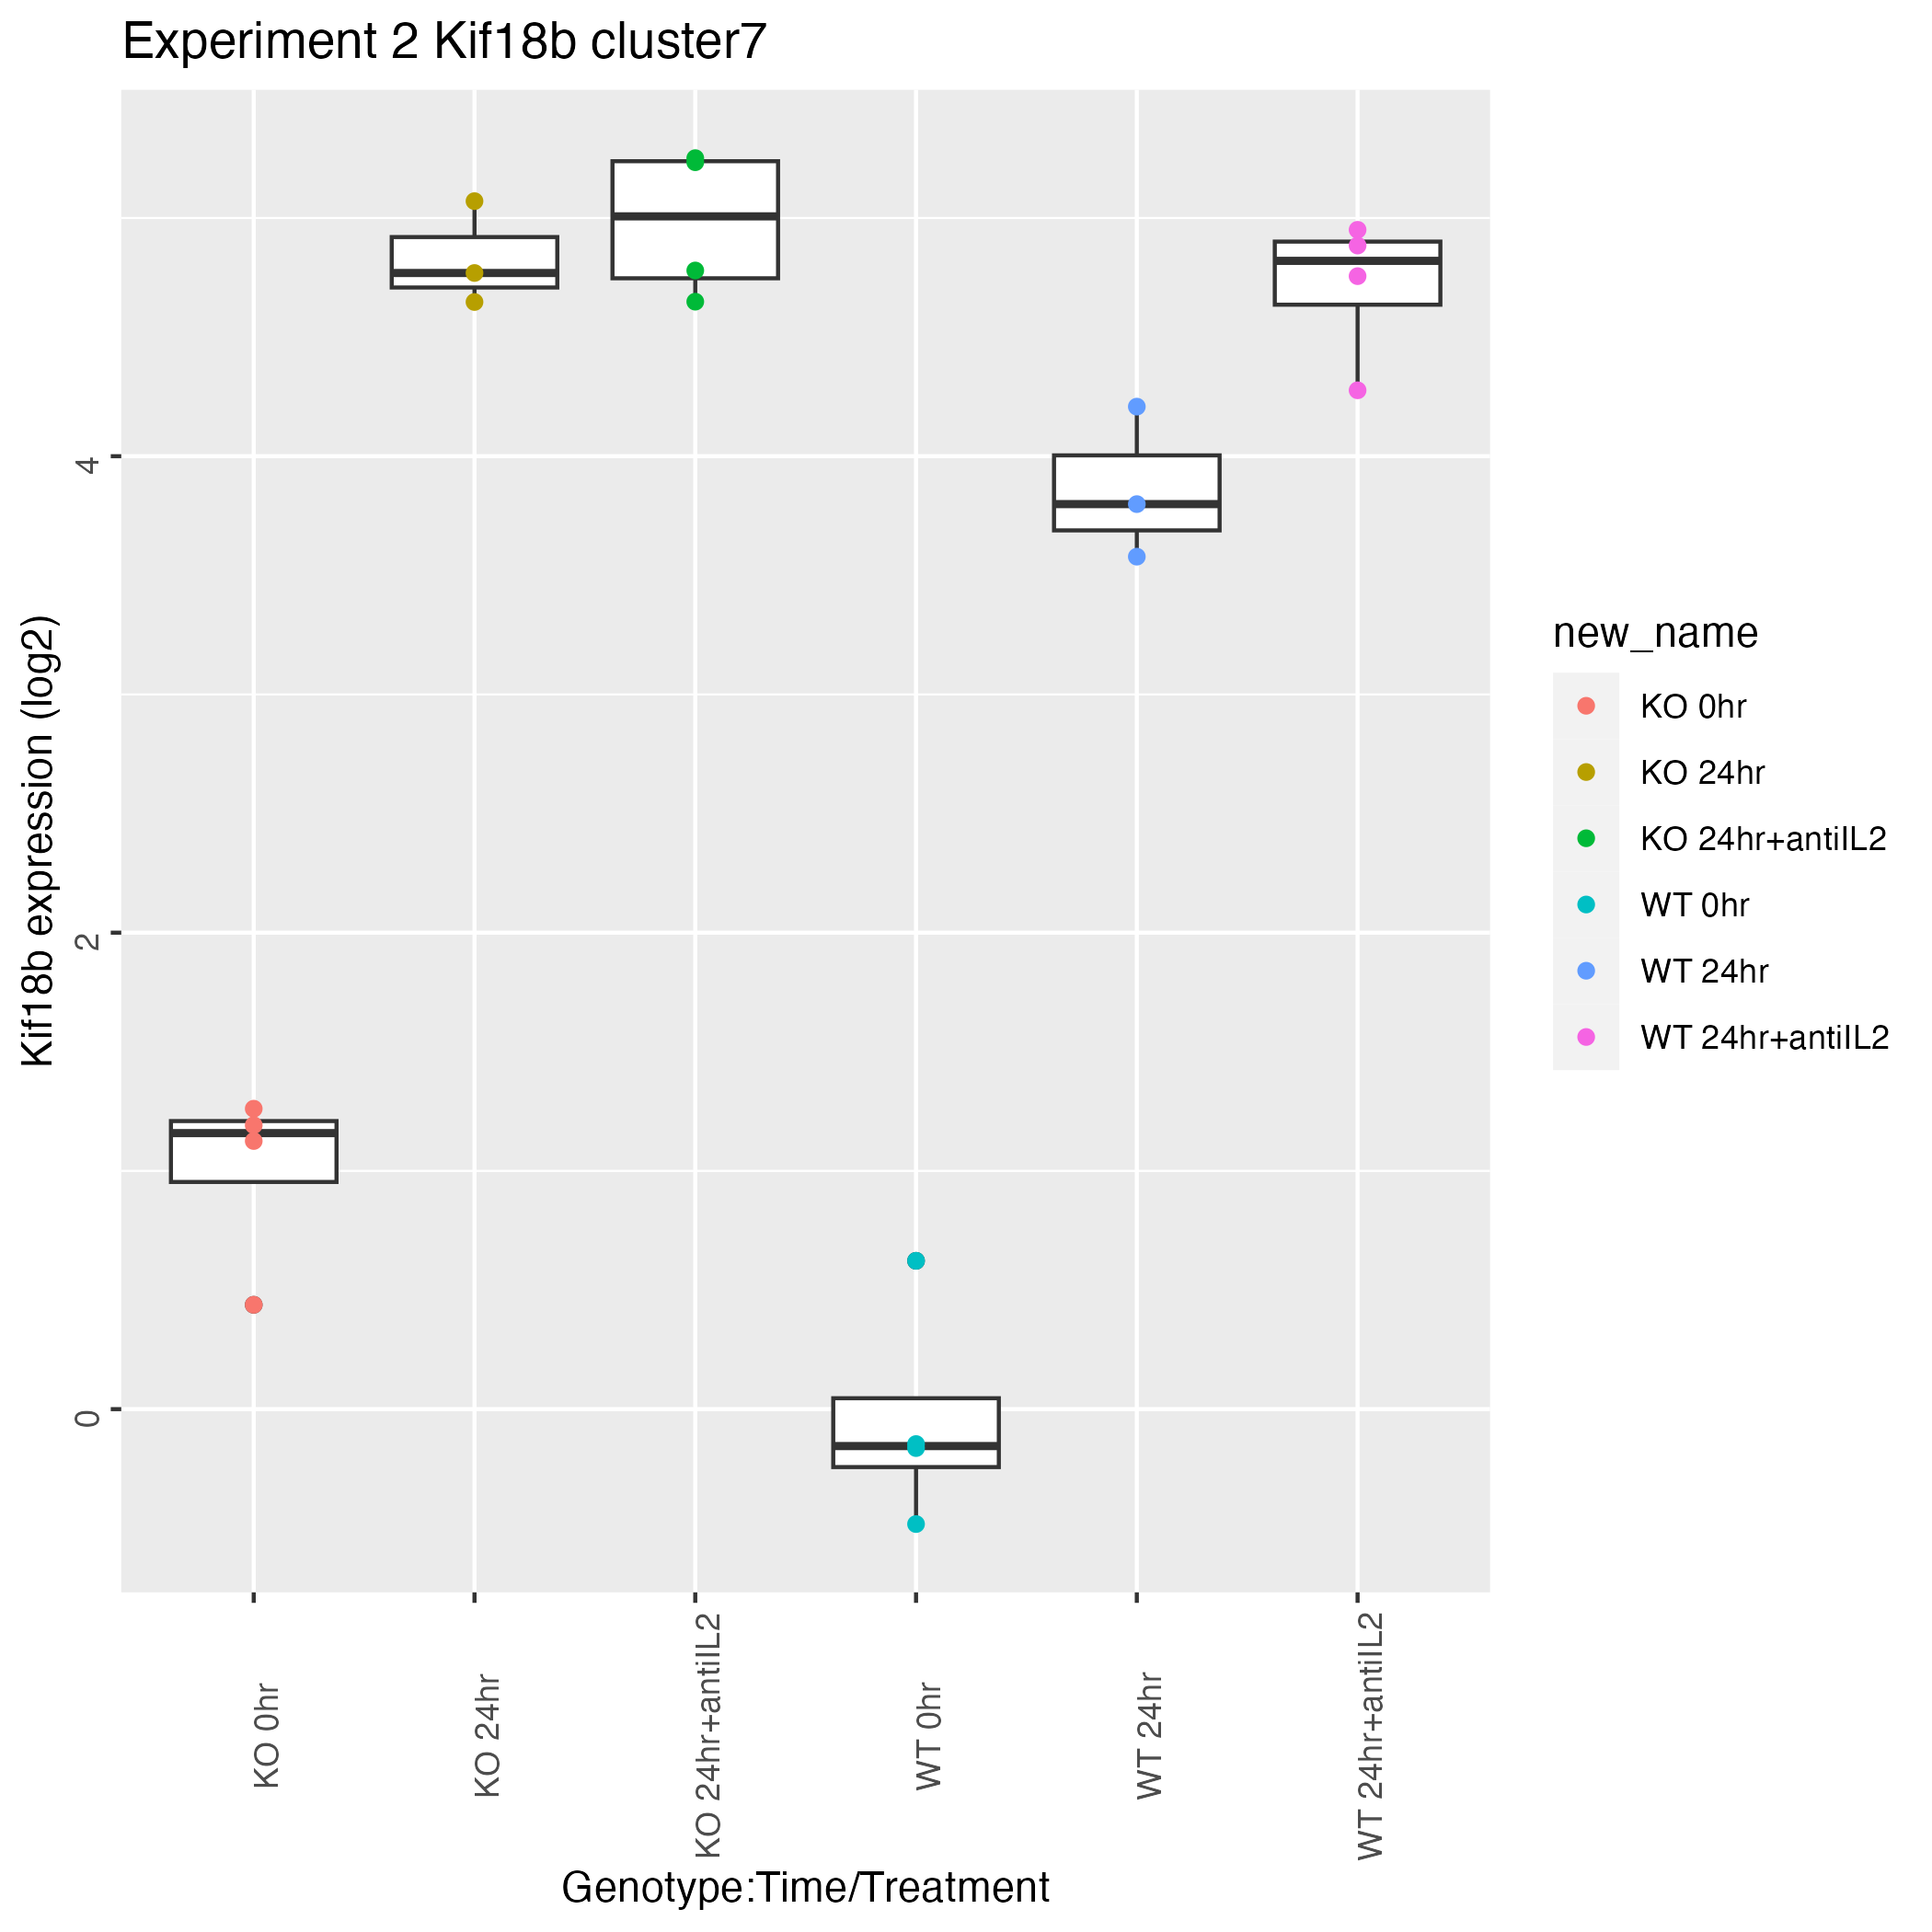 Experiment 2 Kif18b cluster7
Kif18b expression (log2)
4
2
0
KO 0hr
KO 24hr
KO 24hr+antiIL2
WT 0hr
WT 24hr
WT 24hr+antiIL2
Genotype:Time/Treatment
new_name
KO 0hr
KO 24hr
KO 24hr+antiIL2
WT 0hr
WT 24hr
WT 24hr+antiIL2